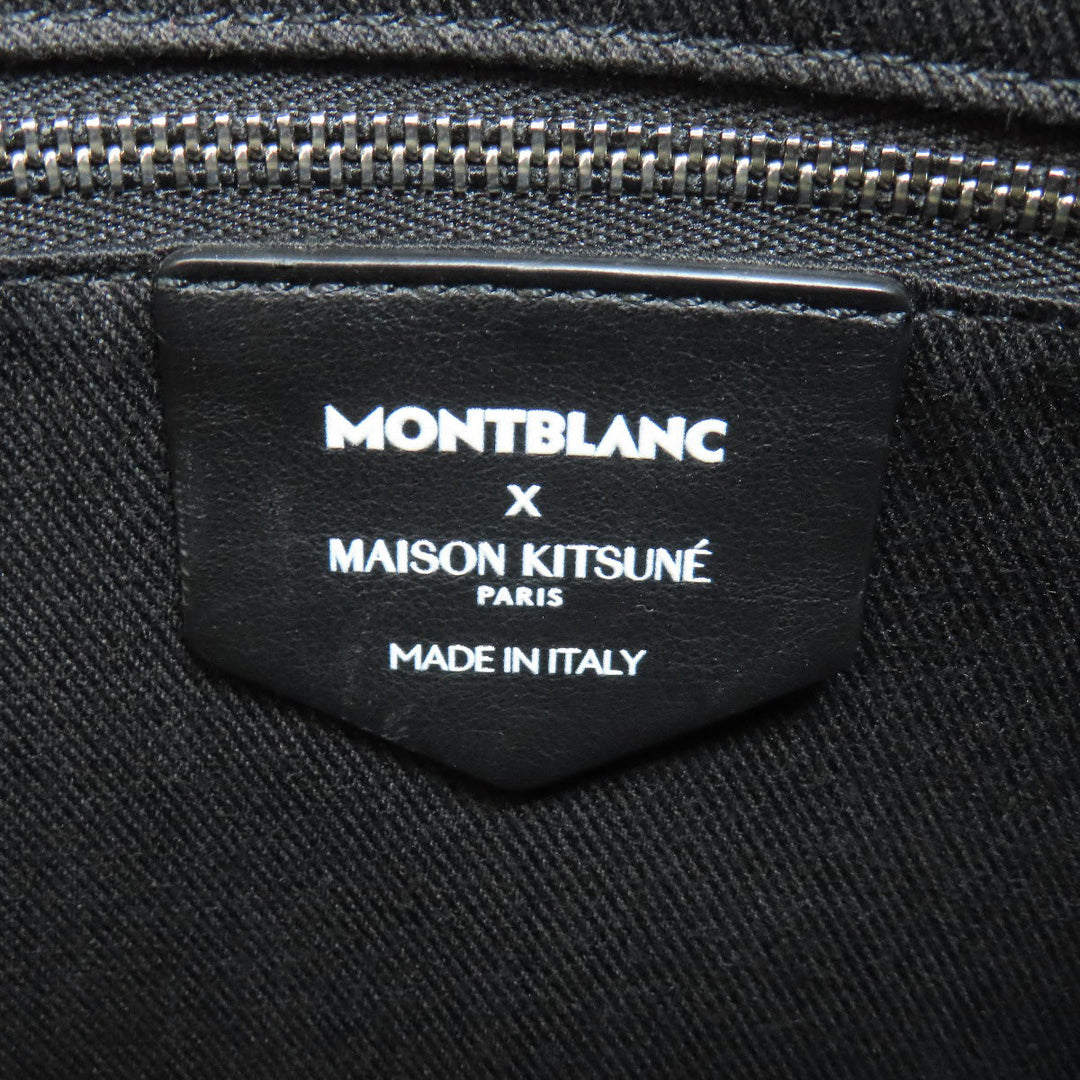 MONTBLANC
X
MAISON KITSUNÉ
PARIS
MADE IN ITALY